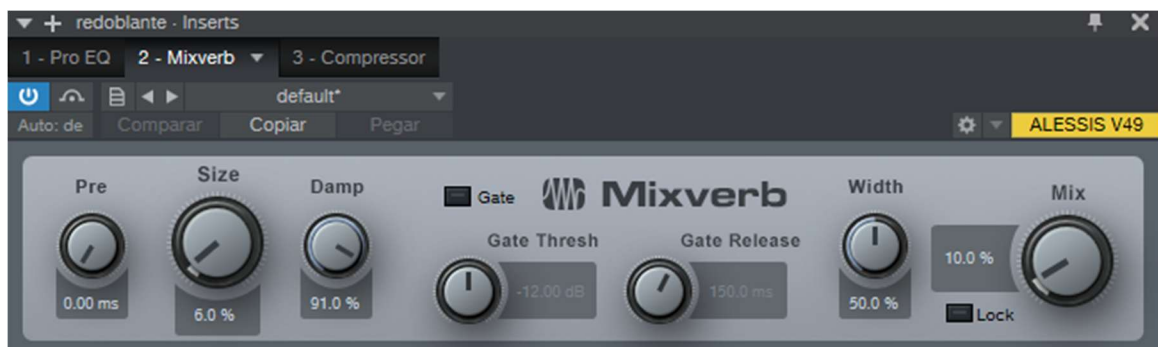 redoblante - Inserts
1 - Pro EQ 2 - Mixverb 3 - Compressor
default*
Auto: de Comparar Copiar Pegar ALESSIS V49
Pre Size Damp Gate Mixverb Width Mix
Gate Thresh Gate Release
0.00 ms 6.0 % 91.0 % -12.00 dB 150.0 ms 50.0 % 10.0 %
Lock